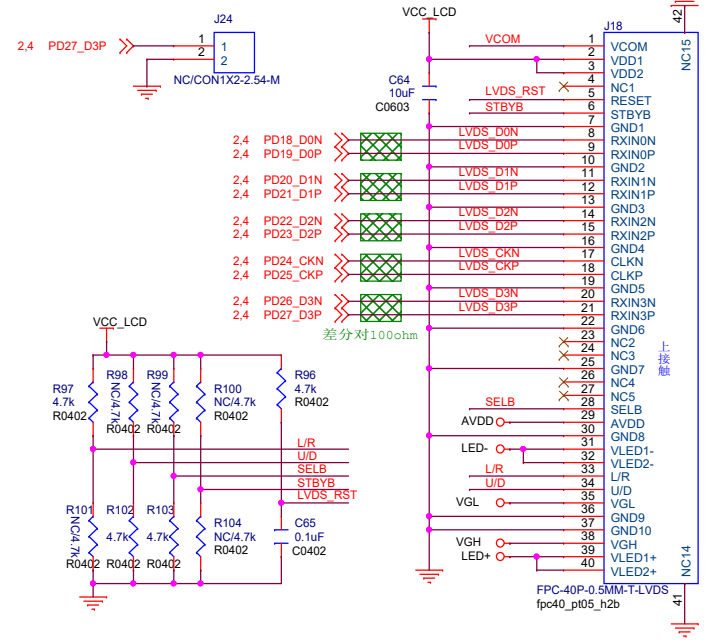 J24
2,4 PD27_D3P
1 1
2 2
NC/CON1X2-2.54-M
VCC_LCD
C64
10uF
C0603
42
J18
NC15
VCOM 1 VCOM
2 VDD1
3 VDD2
4 NC1
LVDS_RST 5 RESET
STBYB 6 STBYB
7 GND1
2,4 PD18_D0N LVDS_D0N 8 RXIN0N
2,4 PD19_D0P LVDS_D0P 9 RXIN0P
10 GND2
2,4 PD20_D1N LVDS_D1N 11 RXIN1N
2,4 PD21_D1P LVDS_D1P 12 RXIN1P
13 GND3
2,4 PD22_D2N LVDS_D2N 14 RXIN2N
2,4 PD23_D2P LVDS_D2P 15 RXIN2P
16 GND4
2,4 PD24_CKN LVDS_CKN 17 CLKN
2,4 PD25_CKP LVDS_CKP 18 CLKP
19 GND5
2,4 PD26_D3N LVDS_D3N 20 RXIN3N
2,4 PD27_D3P LVDS_D3P 21 RXIN3P
差分对100ohm
22 GND6
23 NC2
24 NC3
25 GND7
26 NC4
27 NC5
SELB 28 SELB
AVDD 29 AVDD
30 GND8
LED- 31 VLED1-
32 VLED2-
L/R 33 L/R
U/D 34 U/D
VGL 35 VGL
36 GND9
37 GND10
VGH 38 VGH
LED+ 39 VLED1+
40 VLED2+
上接触
NC14
41
FPC-40P-0.5MM-T-LVDS
fpc40_pt05_h2b
VCC_LCD
R97
4.7k
R0402
R98
NC/4.7k
R0402
R99
NC/4.7k
R0402
R100
NC/4.7k
R0402
R96
4.7k
R0402
L/R
U/D
SELB
STBYB
LVDS_RST
R101
NC/4.7k
R0402
R102
4.7k
R0402
R103
4.7k
R0402
R104
NC/4.7k
R0402
C65
0.1uF
C0402